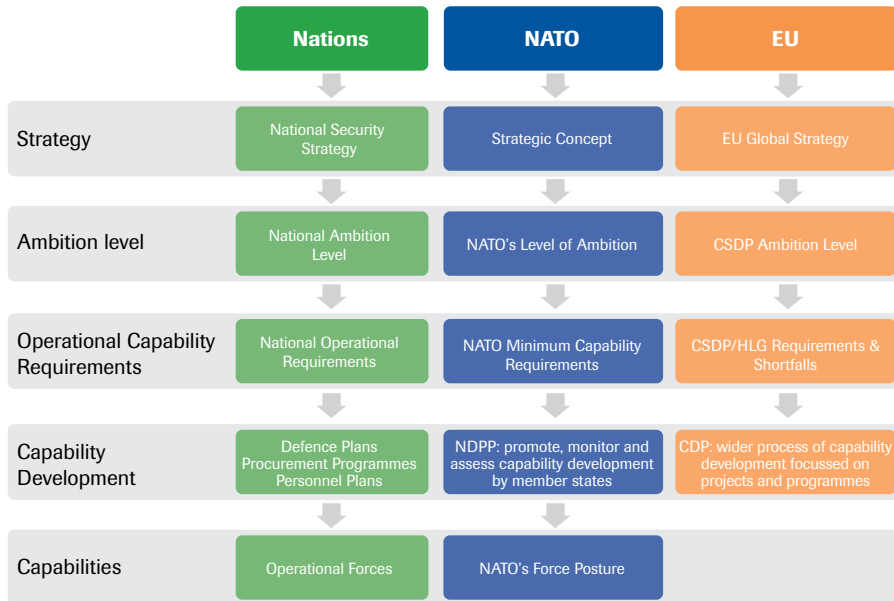 Nations
NATO
EU
Strategy
National Security
Strategy
Strategic Concept
EU Global Strategy
Ambition level
National Ambition
Level
NATO's Level of Ambition
CSDP Ambition Level
Operational Capability
Requirements
National Operational
Requirements
NATO Minimum Capability
Requirements
CSDP/HLG Requirements &
Shortfalls
Capability
Development
Defence Plans
Procurement Programmes
Personnel Plans
NDPP: promote, monitor and
assess capability development
by member states
CDP: wider process of capability
development focussed on
projects and programmes
Capabilities
Operational Forces
NATO's Force Posture